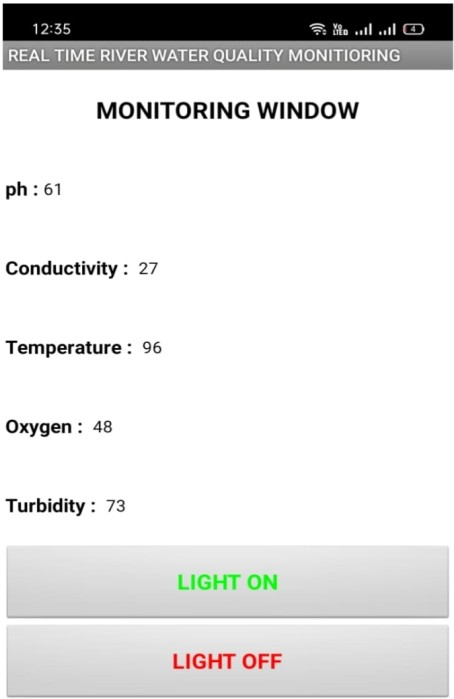 12:35
4
REAL TIME RIVER WATER QUALITY MONITIORING
MONITORING WINDOW
ph : 61
Conductivity : 27
Temperature : 96
Oxygen : 48
Turbidity : 73
LIGHT ON
LIGHT OFF